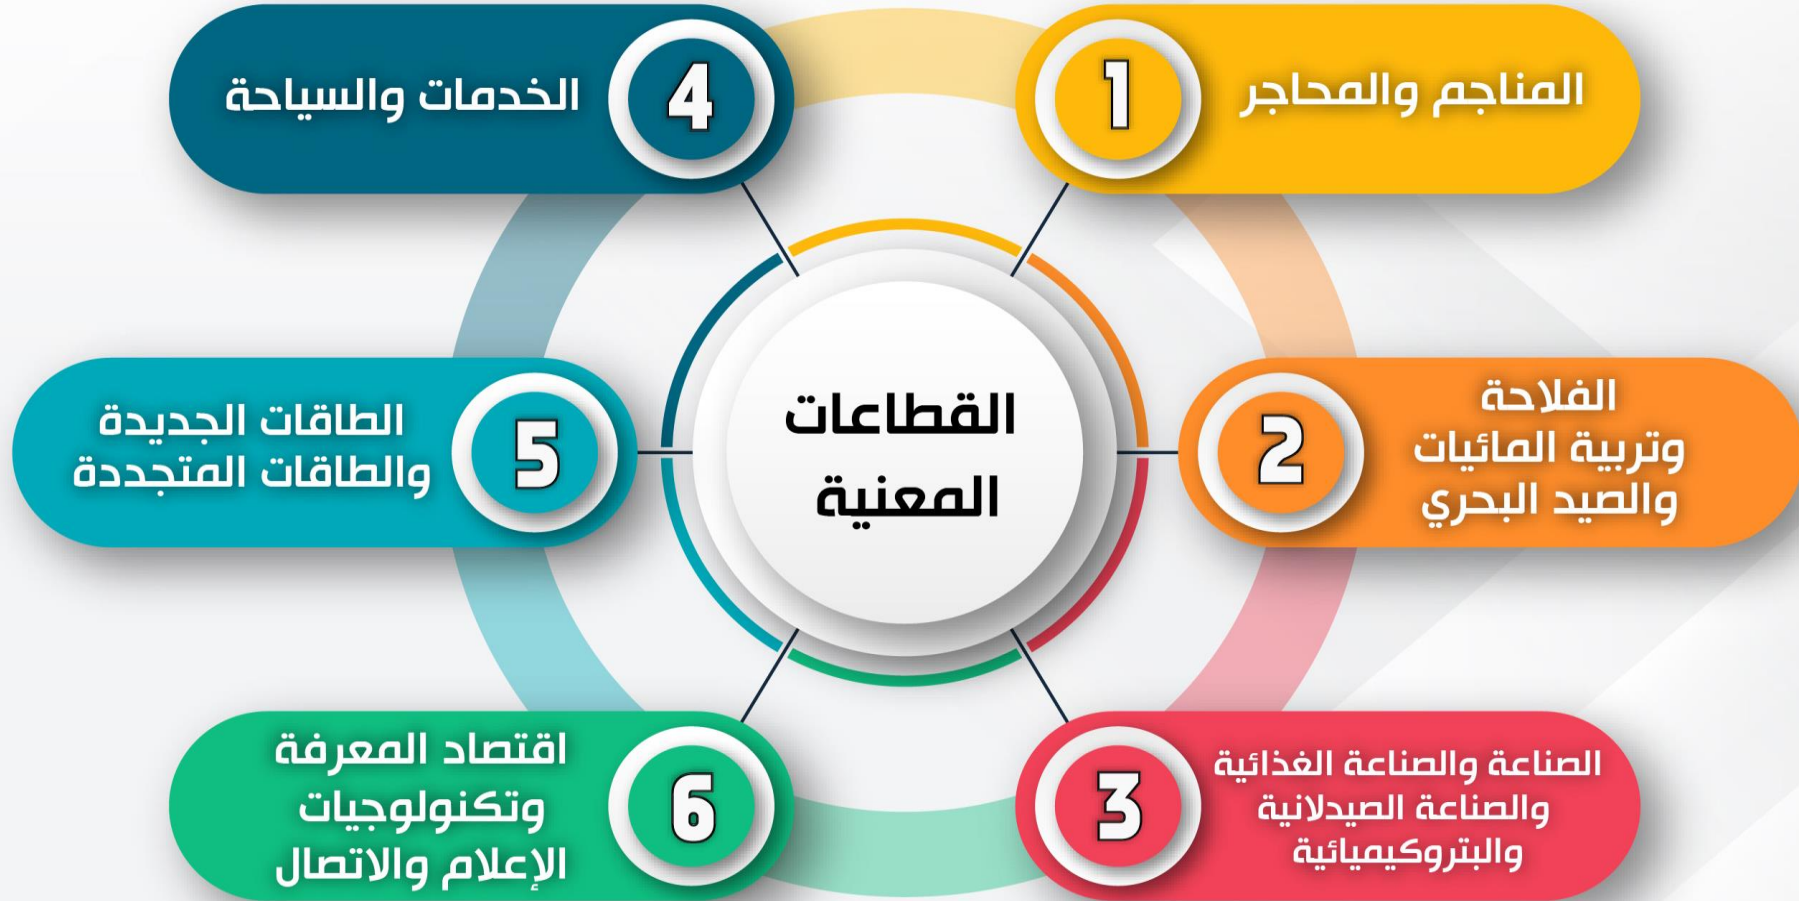 القطاعات
المعنية
1
المناجم والمحاجر
2
الفلاحة
وتربية المائيات
والصيد البحري
3
الصناعة والصناعة الغذائية
والصناعة الصيدلانية
والبتروكيميائية
4
الخدمات والسياحة
5
الطاقات الجديدة
والطاقات المتجددة
6
اقتصاد المعرفة
وتكنولوجيات
الإعلام والاتصال